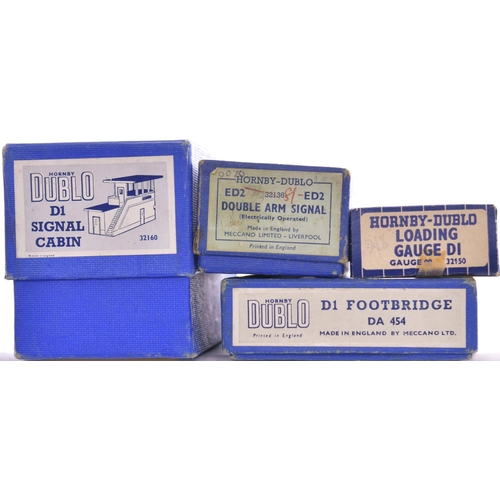 HORNBY
DUBLO
D1
SIGNAL
CABIN
32160
HORNBY-DUBLO
ED2 32136 ED2
DOUBLE ARM SIGNAL
(Electrically Operated)
Made in England by
MECCANO LIMITED - LIVERPOOL
Printed in England
HORNBY-DUBLO
LOADING
GAUGE D1
GAUGE 32150
HORNBY
DUBLO
Printed in England
D1 FOOTBRIDGE
DA 454
MADE IN ENGLAND BY MECCANO LTD.